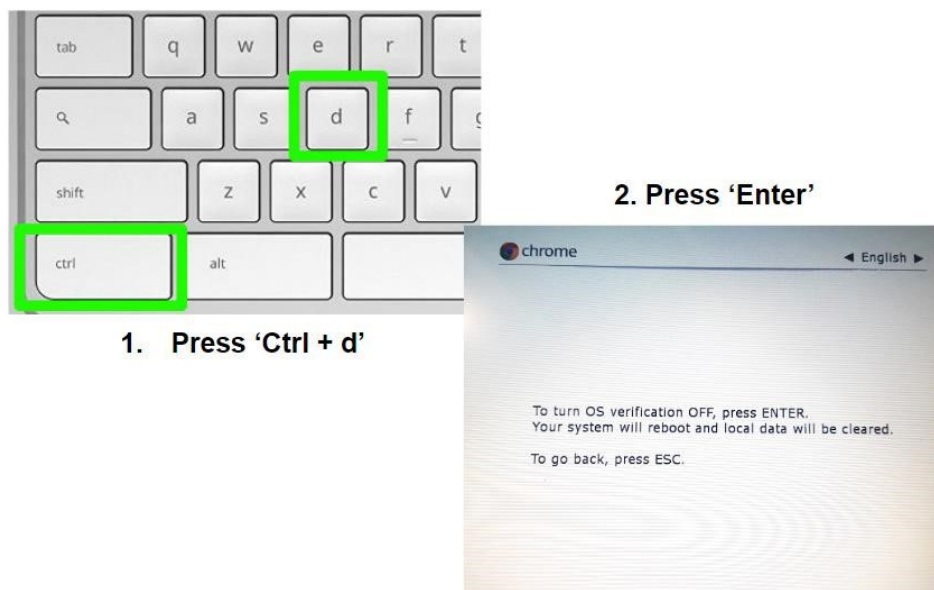 tab q w e r t
a s d f
shift z x c v
ctrl alt
1. Press ‘Ctrl + d’
2. Press ‘Enter’
chrome
◄ English ►
To turn OS verification OFF, press ENTER.
Your system will reboot and local data will be cleared.
To go back, press ESC.